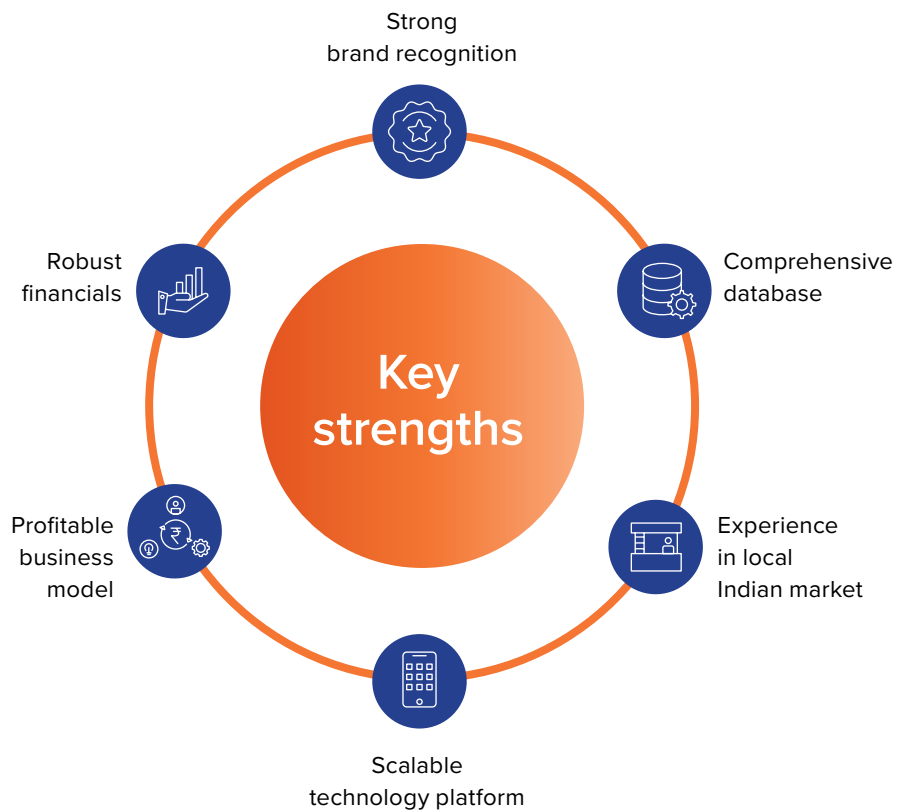 Strong
brand recognition
Comprehensive
database
Experience
in local
Indian market
Scalable
technology platform
Profitable
business
model
Robust
financials
Key
strengths
₹